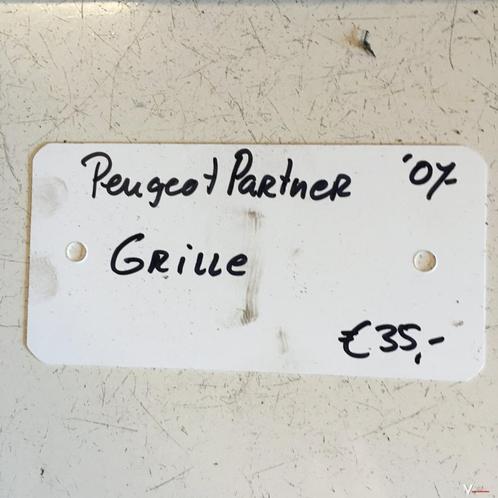 Peugeot Partner '07
Grille
€35,-